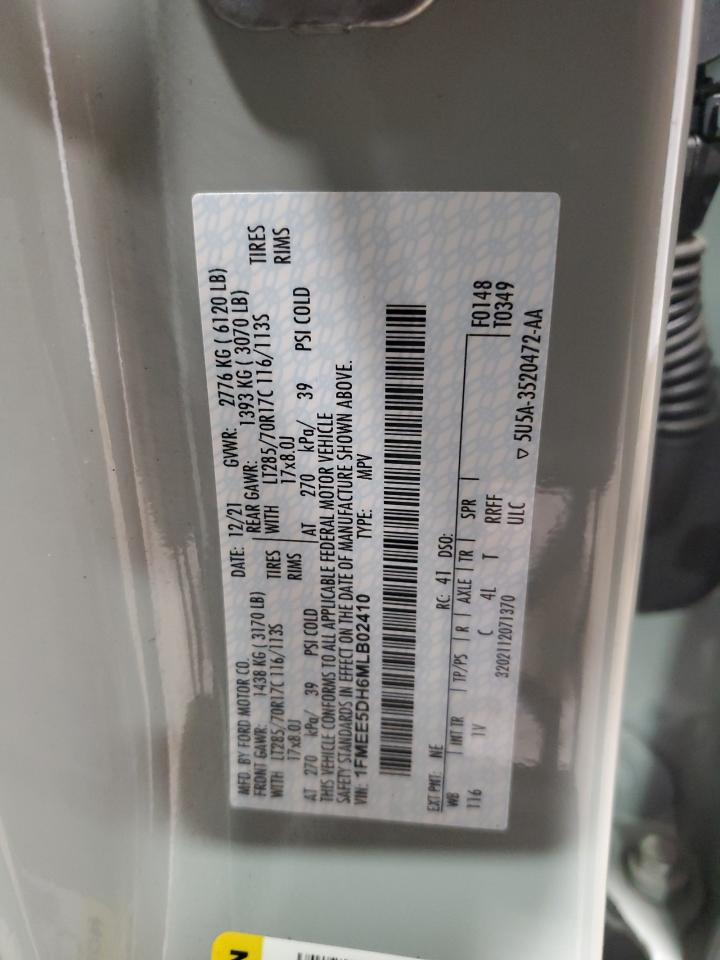 MFD. BY FORD MOTOR CO.
DATE: 12/21 GVWR: 2776 KG ( 6120 LB)
FRONT GAWR: 1438 KG (3170 LB) REAR GAWR: 1393 KG ( 3070 LB)
WITH LT285/70R17C 116/113S TIRES WITH LT285/70R17C 116/113S TIRES
17x8.0J RIMS 17x8.0J RIMS
AT 270 kPa/ 39 PSI COLD AT 270 kPa/ 39 PSI COLD
THIS VEHICLE CONFORMS TO ALL APPLICABLE FEDERAL MOTOR VEHICLE
SAFETY STANDARDS IN EFFECT ON THE DATE OF MANUFACTURE SHOWN ABOVE.
VIN: 1FMEE5DH6MLB02410 TYPE: MPV
EXT PNT: NE RC: 41 DSO:
WB INT TR TP/PS R AXLE TR SPR F0148
116 1V C 4L T RRFF T0349
3202112071370 ULC ▽ 5U5A-3520472-AA
N